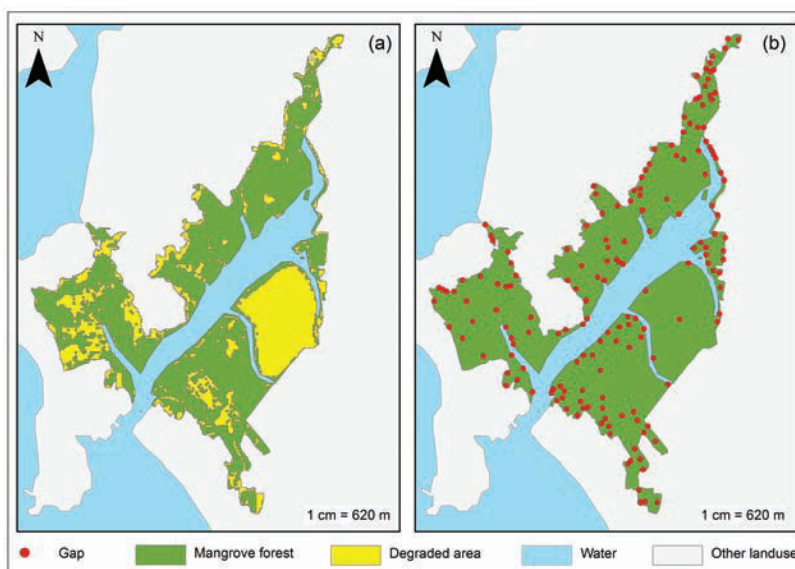 N
(a)
1 cm = 620 m
N
(b)
1 cm = 620 m
Gap Mangrove forest Degraded area Water Other landuse